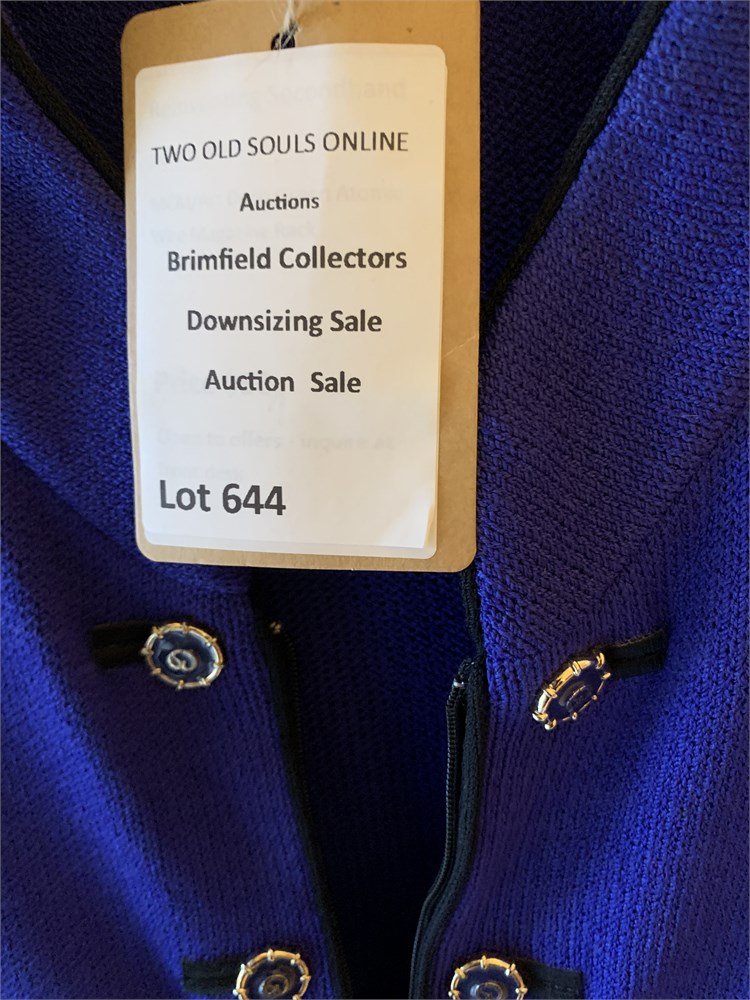 TWO OLD SOULS ONLINE
Auctions
Brimfield Collectors
Downsizing Sale
Auction Sale
Lot 644